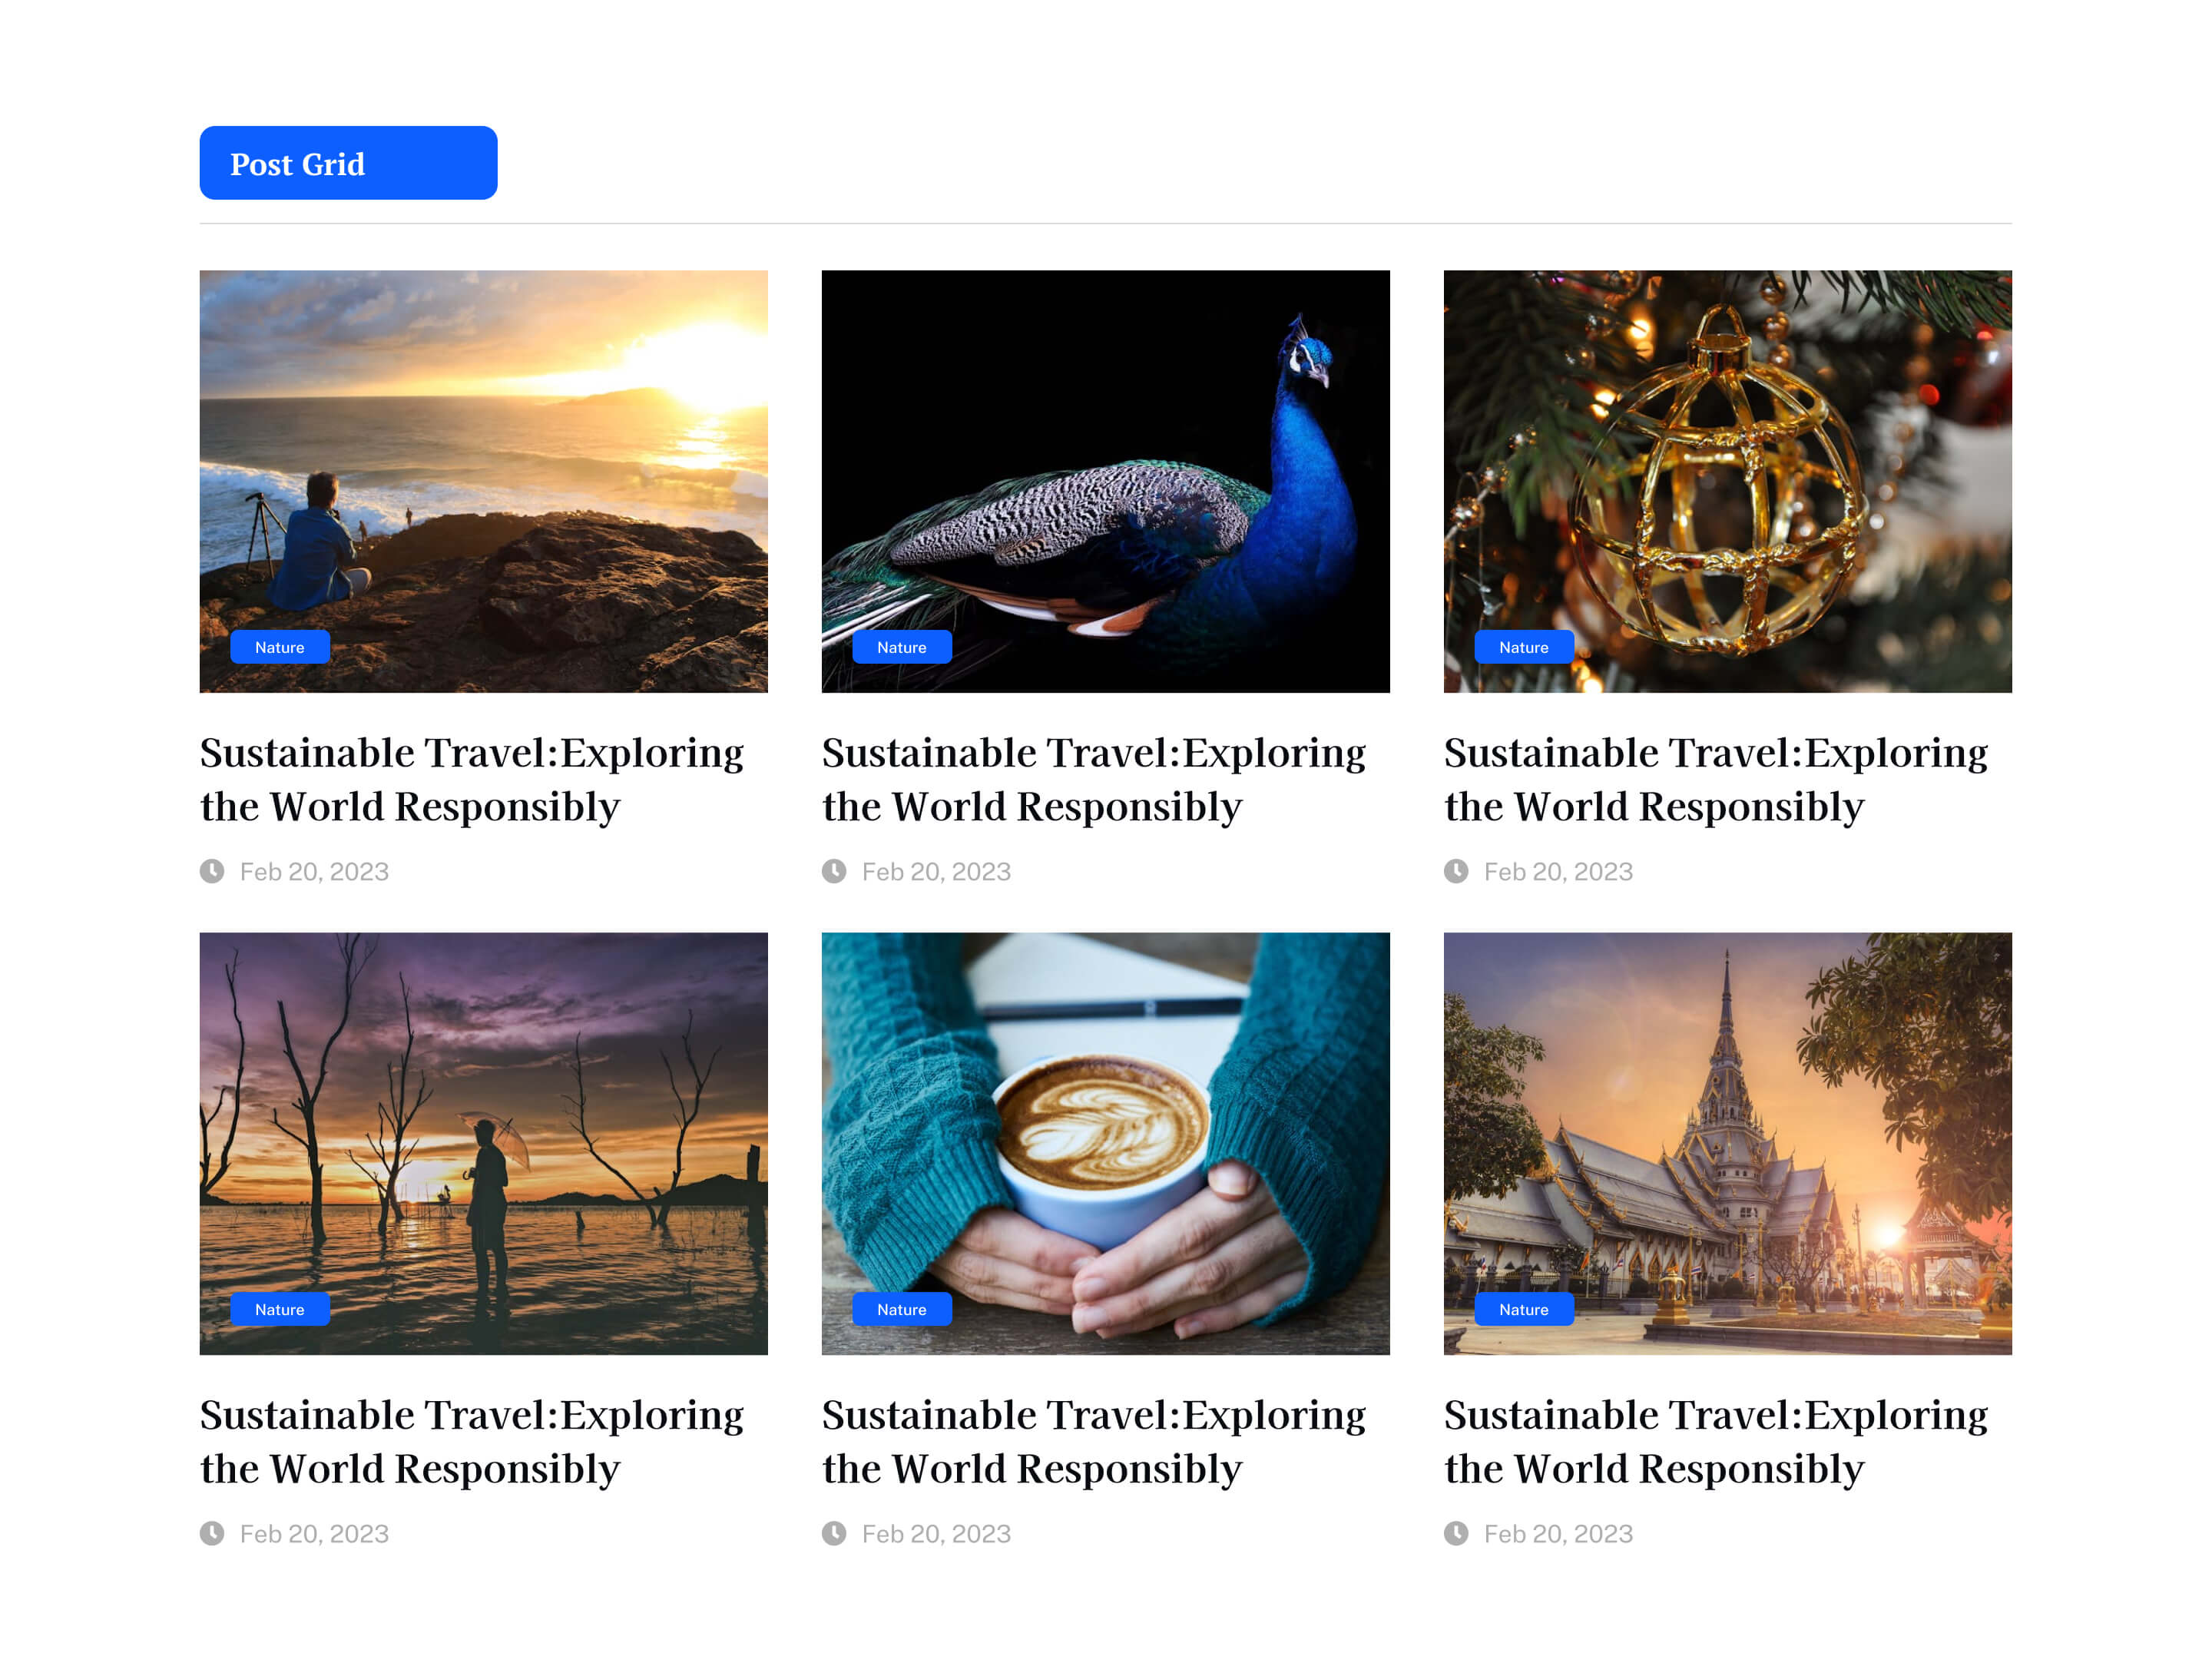 Post Grid
Nature
Nature
Nature
Sustainable Travel:Exploring
the World Responsibly
Feb 20, 2023
Sustainable Travel:Exploring
the World Responsibly
Feb 20, 2023
Sustainable Travel:Exploring
the World Responsibly
Feb 20, 2023
Nature
Nature
Nature
Sustainable Travel:Exploring
the World Responsibly
Feb 20, 2023
Sustainable Travel:Exploring
the World Responsibly
Feb 20, 2023
Sustainable Travel:Exploring
the World Responsibly
Feb 20, 2023